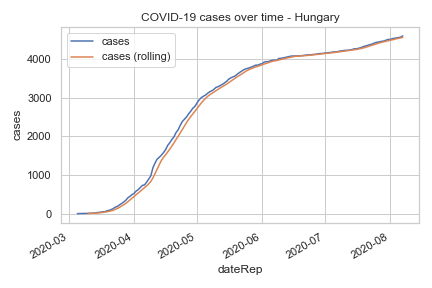 COVID-19 cases over time - Hungary
cases
cases (rolling)
4000
3000
2000
1000
0
cases
2020-03
2020-04
2020-05
2020-06
2020-07
2020-08
dateRep